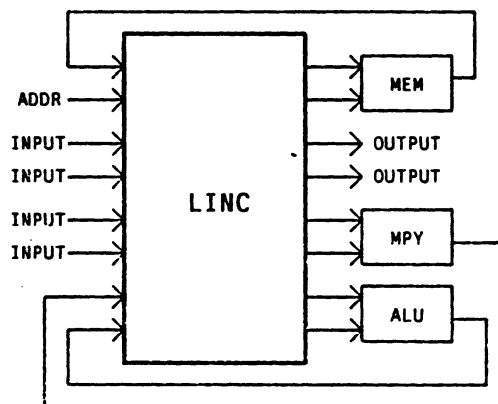 MEM
ADDR
INPUT
OUTPUT
INPUT
OUTPUT
LINC
INPUT
MPY
INPUT
ALU